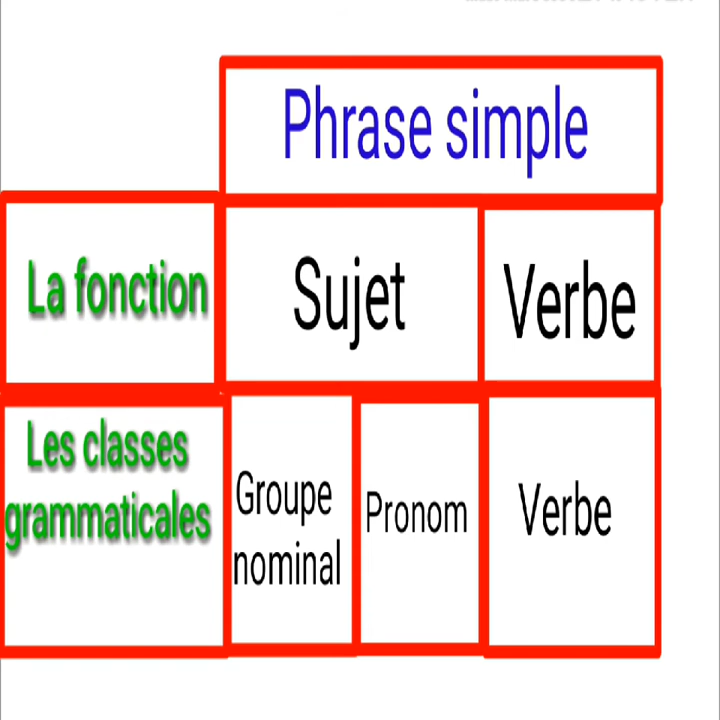 Phrase simple
La fonction
Sujet
Verbe
Les classes
grammaticales
Groupe
nominal
Pronom
Verbe